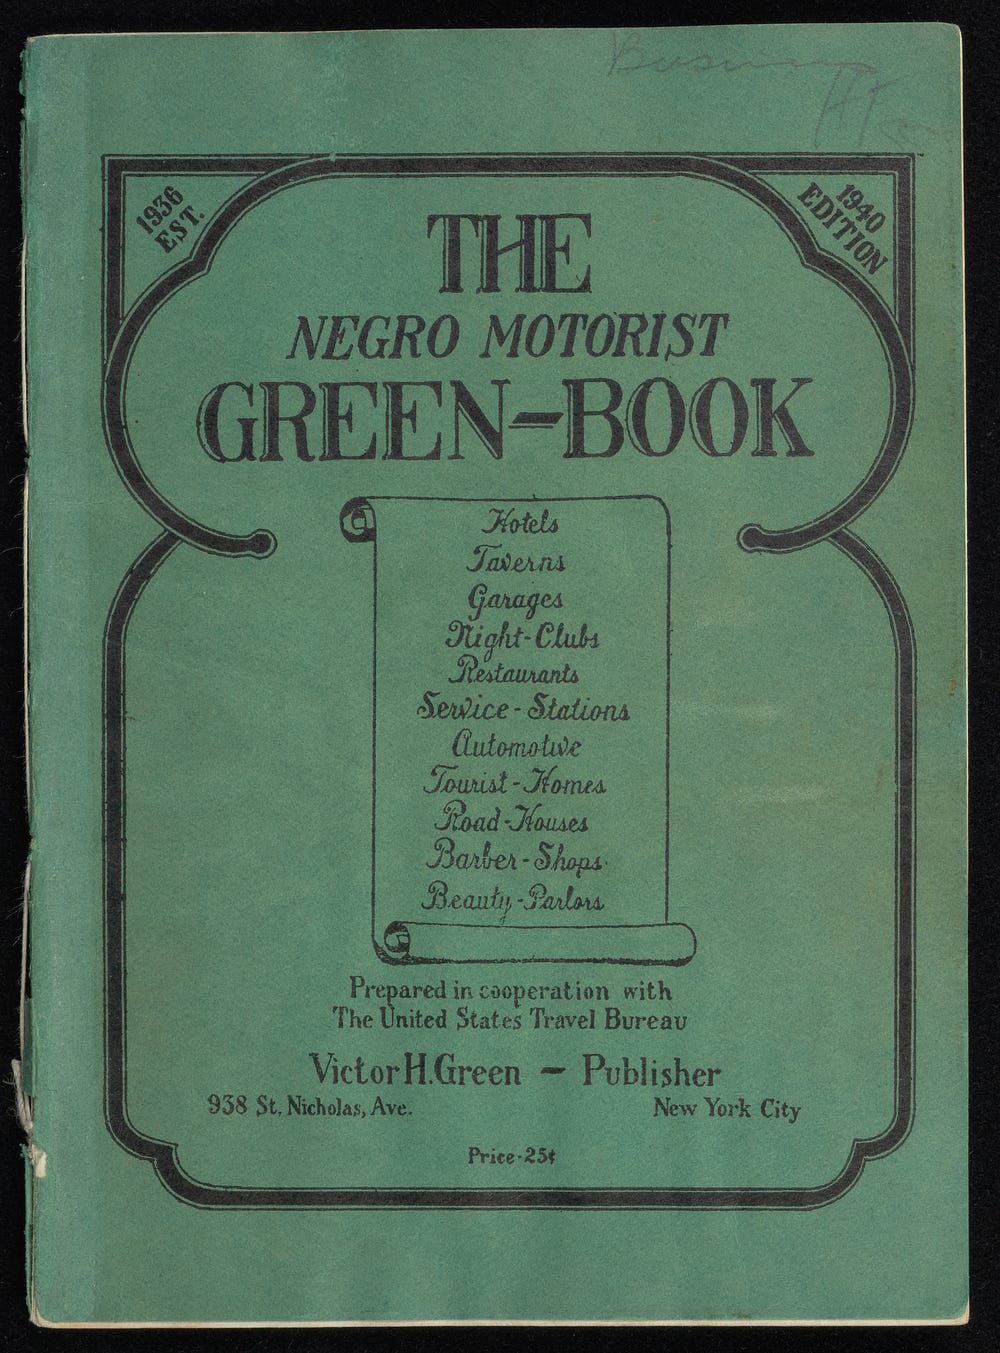 1936
EST.
1940
EDITION
THE
NEGRO MOTORIST
GREEN-BOOK
Hotels
Taverns
Garages
Night-Clubs
Restaurants
Service-Stations
Automotive
Tourist-Homes
Road-Houses
Barber-Shops
Beauty-Parlors
Prepared in cooperation with
The United States Travel Bureau
Victor H. Green — Publisher
938 St. Nicholas, Ave. New York City
Price-25¢